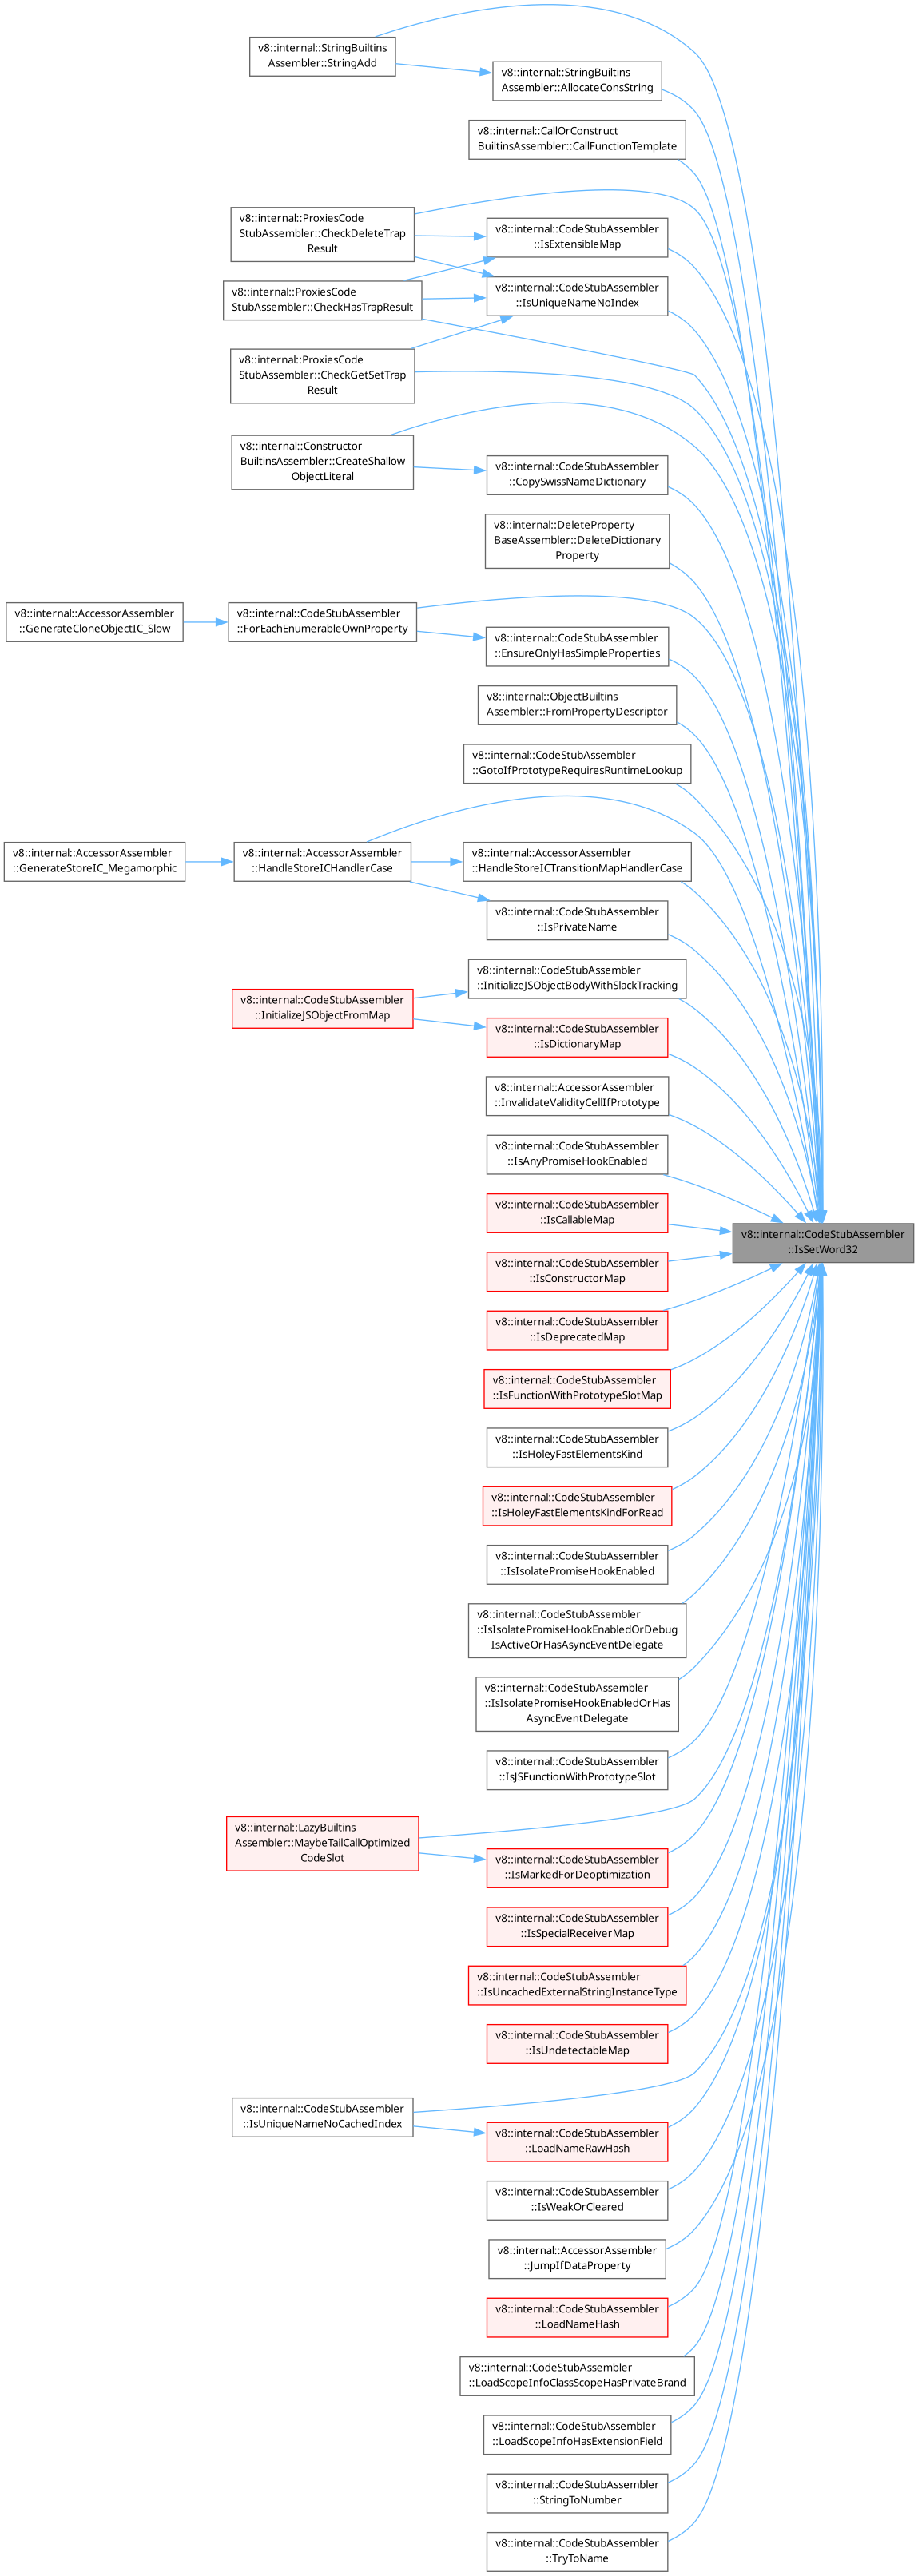 v8::internal::StringBuiltins
Assembler::StringAdd
v8::internal::StringBuiltins
Assembler::AllocateConsString
v8::internal::CallOrConstruct
BuiltinsAssembler::CallFunctionTemplate
v8::internal::ProxiesCode
StubAssembler::CheckDeleteTrap
Result
v8::internal::CodeStubAssembler
::IsExtensibleMap
v8::internal::CodeStubAssembler
::IsUniqueNameNoIndex
v8::internal::ProxiesCode
StubAssembler::CheckHasTrapResult
v8::internal::ProxiesCode
StubAssembler::CheckGetSetTrap
Result
v8::internal::Constructor
BuiltinsAssembler::CreateShallow
ObjectLiteral
v8::internal::CodeStubAssembler
::CopySwissNameDictionary
v8::internal::DeleteProperty
BaseAssembler::DeleteDictionary
Property
v8::internal::AccessorAssembler
::GenerateCloneObjectIC_Slow
v8::internal::CodeStubAssembler
::ForEachEnumerableOwnProperty
v8::internal::CodeStubAssembler
::EnsureOnlyHasSimpleProperties
v8::internal::ObjectBuiltins
Assembler::FromPropertyDescriptor
v8::internal::CodeStubAssembler
::GotoIfPrototypeRequiresRuntimeLookup
v8::internal::AccessorAssembler
::GenerateStoreIC_Megamorphic
v8::internal::AccessorAssembler
::HandleStoreICHandlerCase
v8::internal::AccessorAssembler
::HandleStoreICTransitionMapHandlerCase
v8::internal::CodeStubAssembler
::IsPrivateName
v8::internal::CodeStubAssembler
::InitializeJSObjectBodyWithSlackTracking
v8::internal::CodeStubAssembler
::InitializeJSObjectFromMap
v8::internal::CodeStubAssembler
::IsDictionaryMap
v8::internal::AccessorAssembler
::InvalidateValidityCellIfPrototype
v8::internal::CodeStubAssembler
::IsAnyPromiseHookEnabled
v8::internal::CodeStubAssembler
::IsCallableMap
v8::internal::CodeStubAssembler
::IsSetWord32
v8::internal::CodeStubAssembler
::IsConstructorMap
v8::internal::CodeStubAssembler
::IsDeprecatedMap
v8::internal::CodeStubAssembler
::IsFunctionWithPrototypeSlotMap
v8::internal::CodeStubAssembler
::IsHoleyFastElementsKind
v8::internal::CodeStubAssembler
::IsHoleyFastElementsKindForRead
v8::internal::CodeStubAssembler
::IsIsolatePromiseHookEnabled
v8::internal::CodeStubAssembler
::IsIsolatePromiseHookEnabledOrDebug
IsActiveOrHasAsyncEventDelegate
v8::internal::CodeStubAssembler
::IsIsolatePromiseHookEnabledOrHas
AsyncEventDelegate
v8::internal::CodeStubAssembler
::IsJSFunctionWithPrototypeSlot
v8::internal::LazyBuiltins
Assembler::MaybeTailCallOptimized
CodeSlot
v8::internal::CodeStubAssembler
::IsMarkedForDeoptimization
v8::internal::CodeStubAssembler
::IsSpecialReceiverMap
v8::internal::CodeStubAssembler
::IsUncachedExternalStringInstanceType
v8::internal::CodeStubAssembler
::IsUndetectableMap
v8::internal::CodeStubAssembler
::IsUniqueNameNoCachedIndex
v8::internal::CodeStubAssembler
::LoadNameRawHash
v8::internal::CodeStubAssembler
::IsWeakOrCleared
v8::internal::AccessorAssembler
::JumpIfDataProperty
v8::internal::CodeStubAssembler
::LoadNameHash
v8::internal::CodeStubAssembler
::LoadScopeInfoClassScopeHasPrivateBrand
v8::internal::CodeStubAssembler
::LoadScopeInfoHasExtensionField
v8::internal::CodeStubAssembler
::StringToNumber
v8::internal::CodeStubAssembler
::TryToName